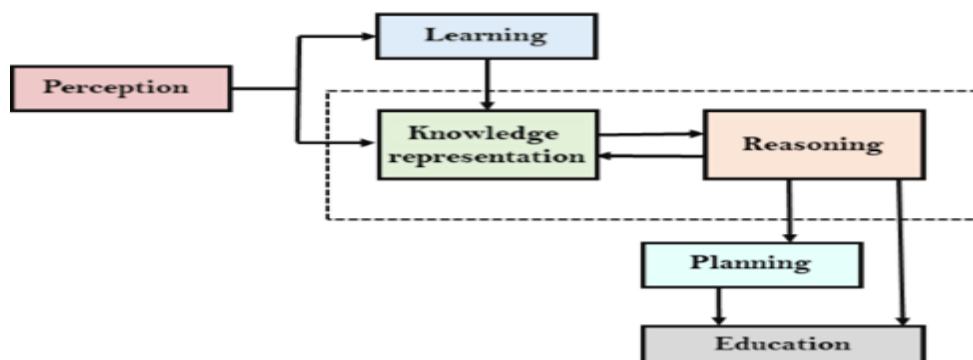 Learning
Perception
Knowledge
representation
Reasoning
Planning
Education